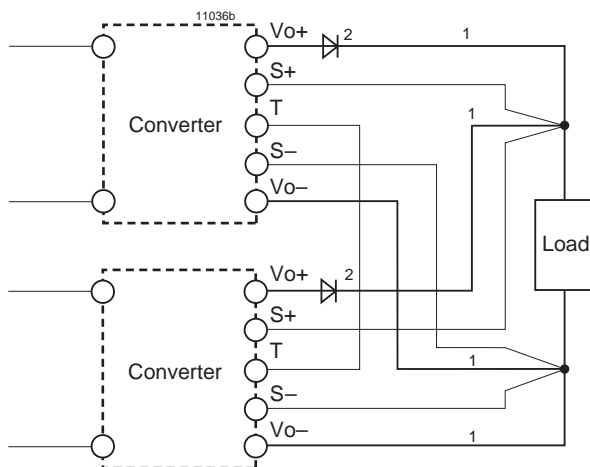 11036b
Vo+
2
1
S+
T
1
Converter
S–
Vo–
Load
Vo+
2
S+
T
1
Converter
S–
Vo–
1